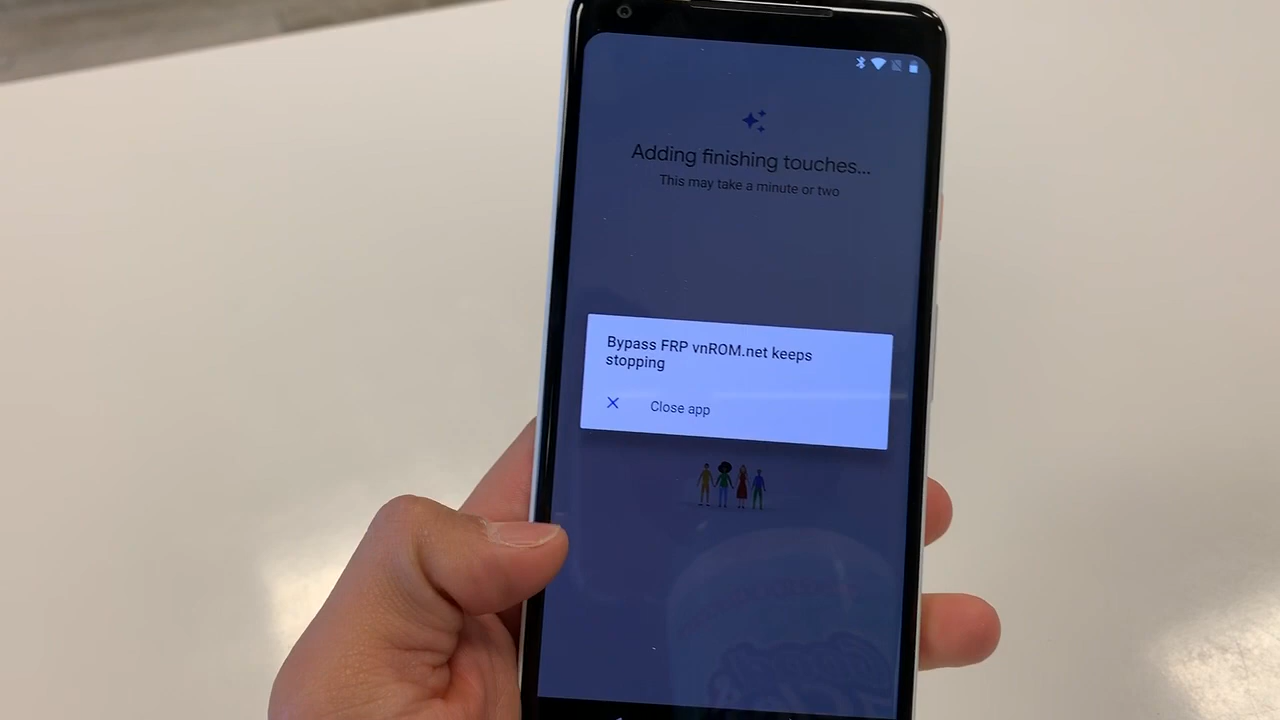 Adding finishing touches...
This may take a minute or two
Bypass FRP vnROM.net keeps
stopping
Close app